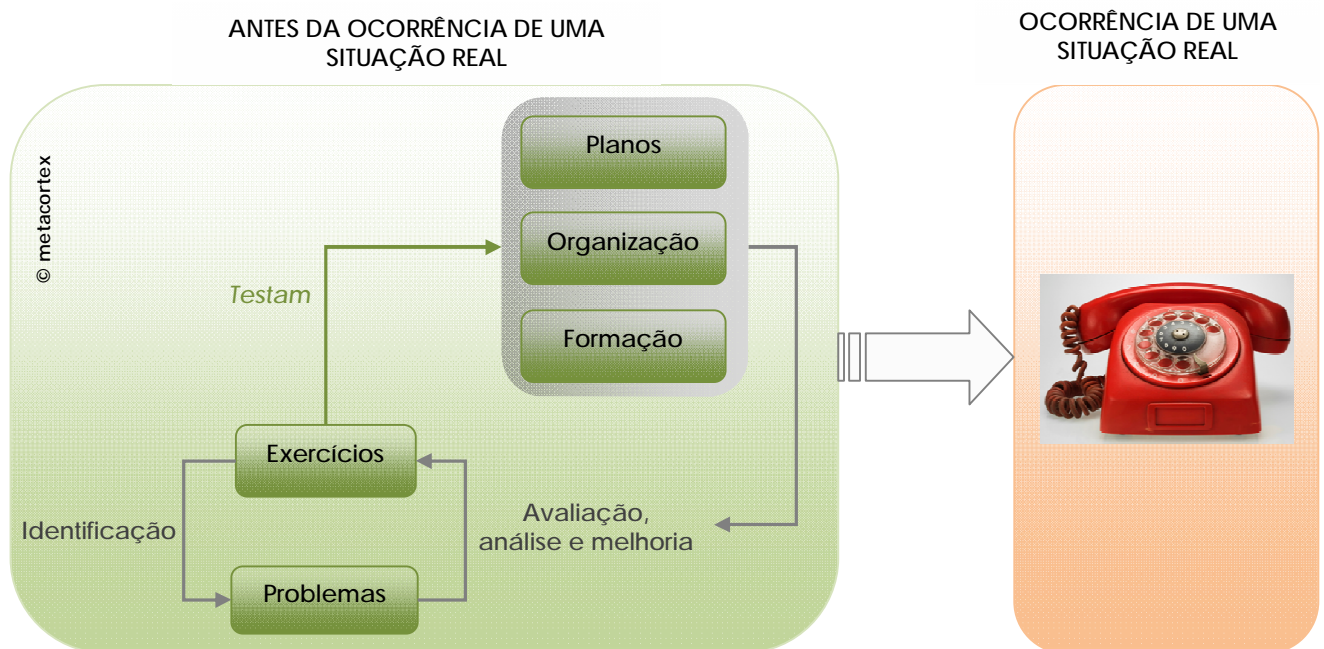 ANTES DA OCORRÊNCIA DE UMA
SITUAÇÃO REAL
OCORRÊNCIA DE UMA
SITUAÇÃO REAL
© metacortex
Planos
Organização
Formação
Testam
Exercícios
Identificação
Avaliação,
análise e melhoria
Problemas